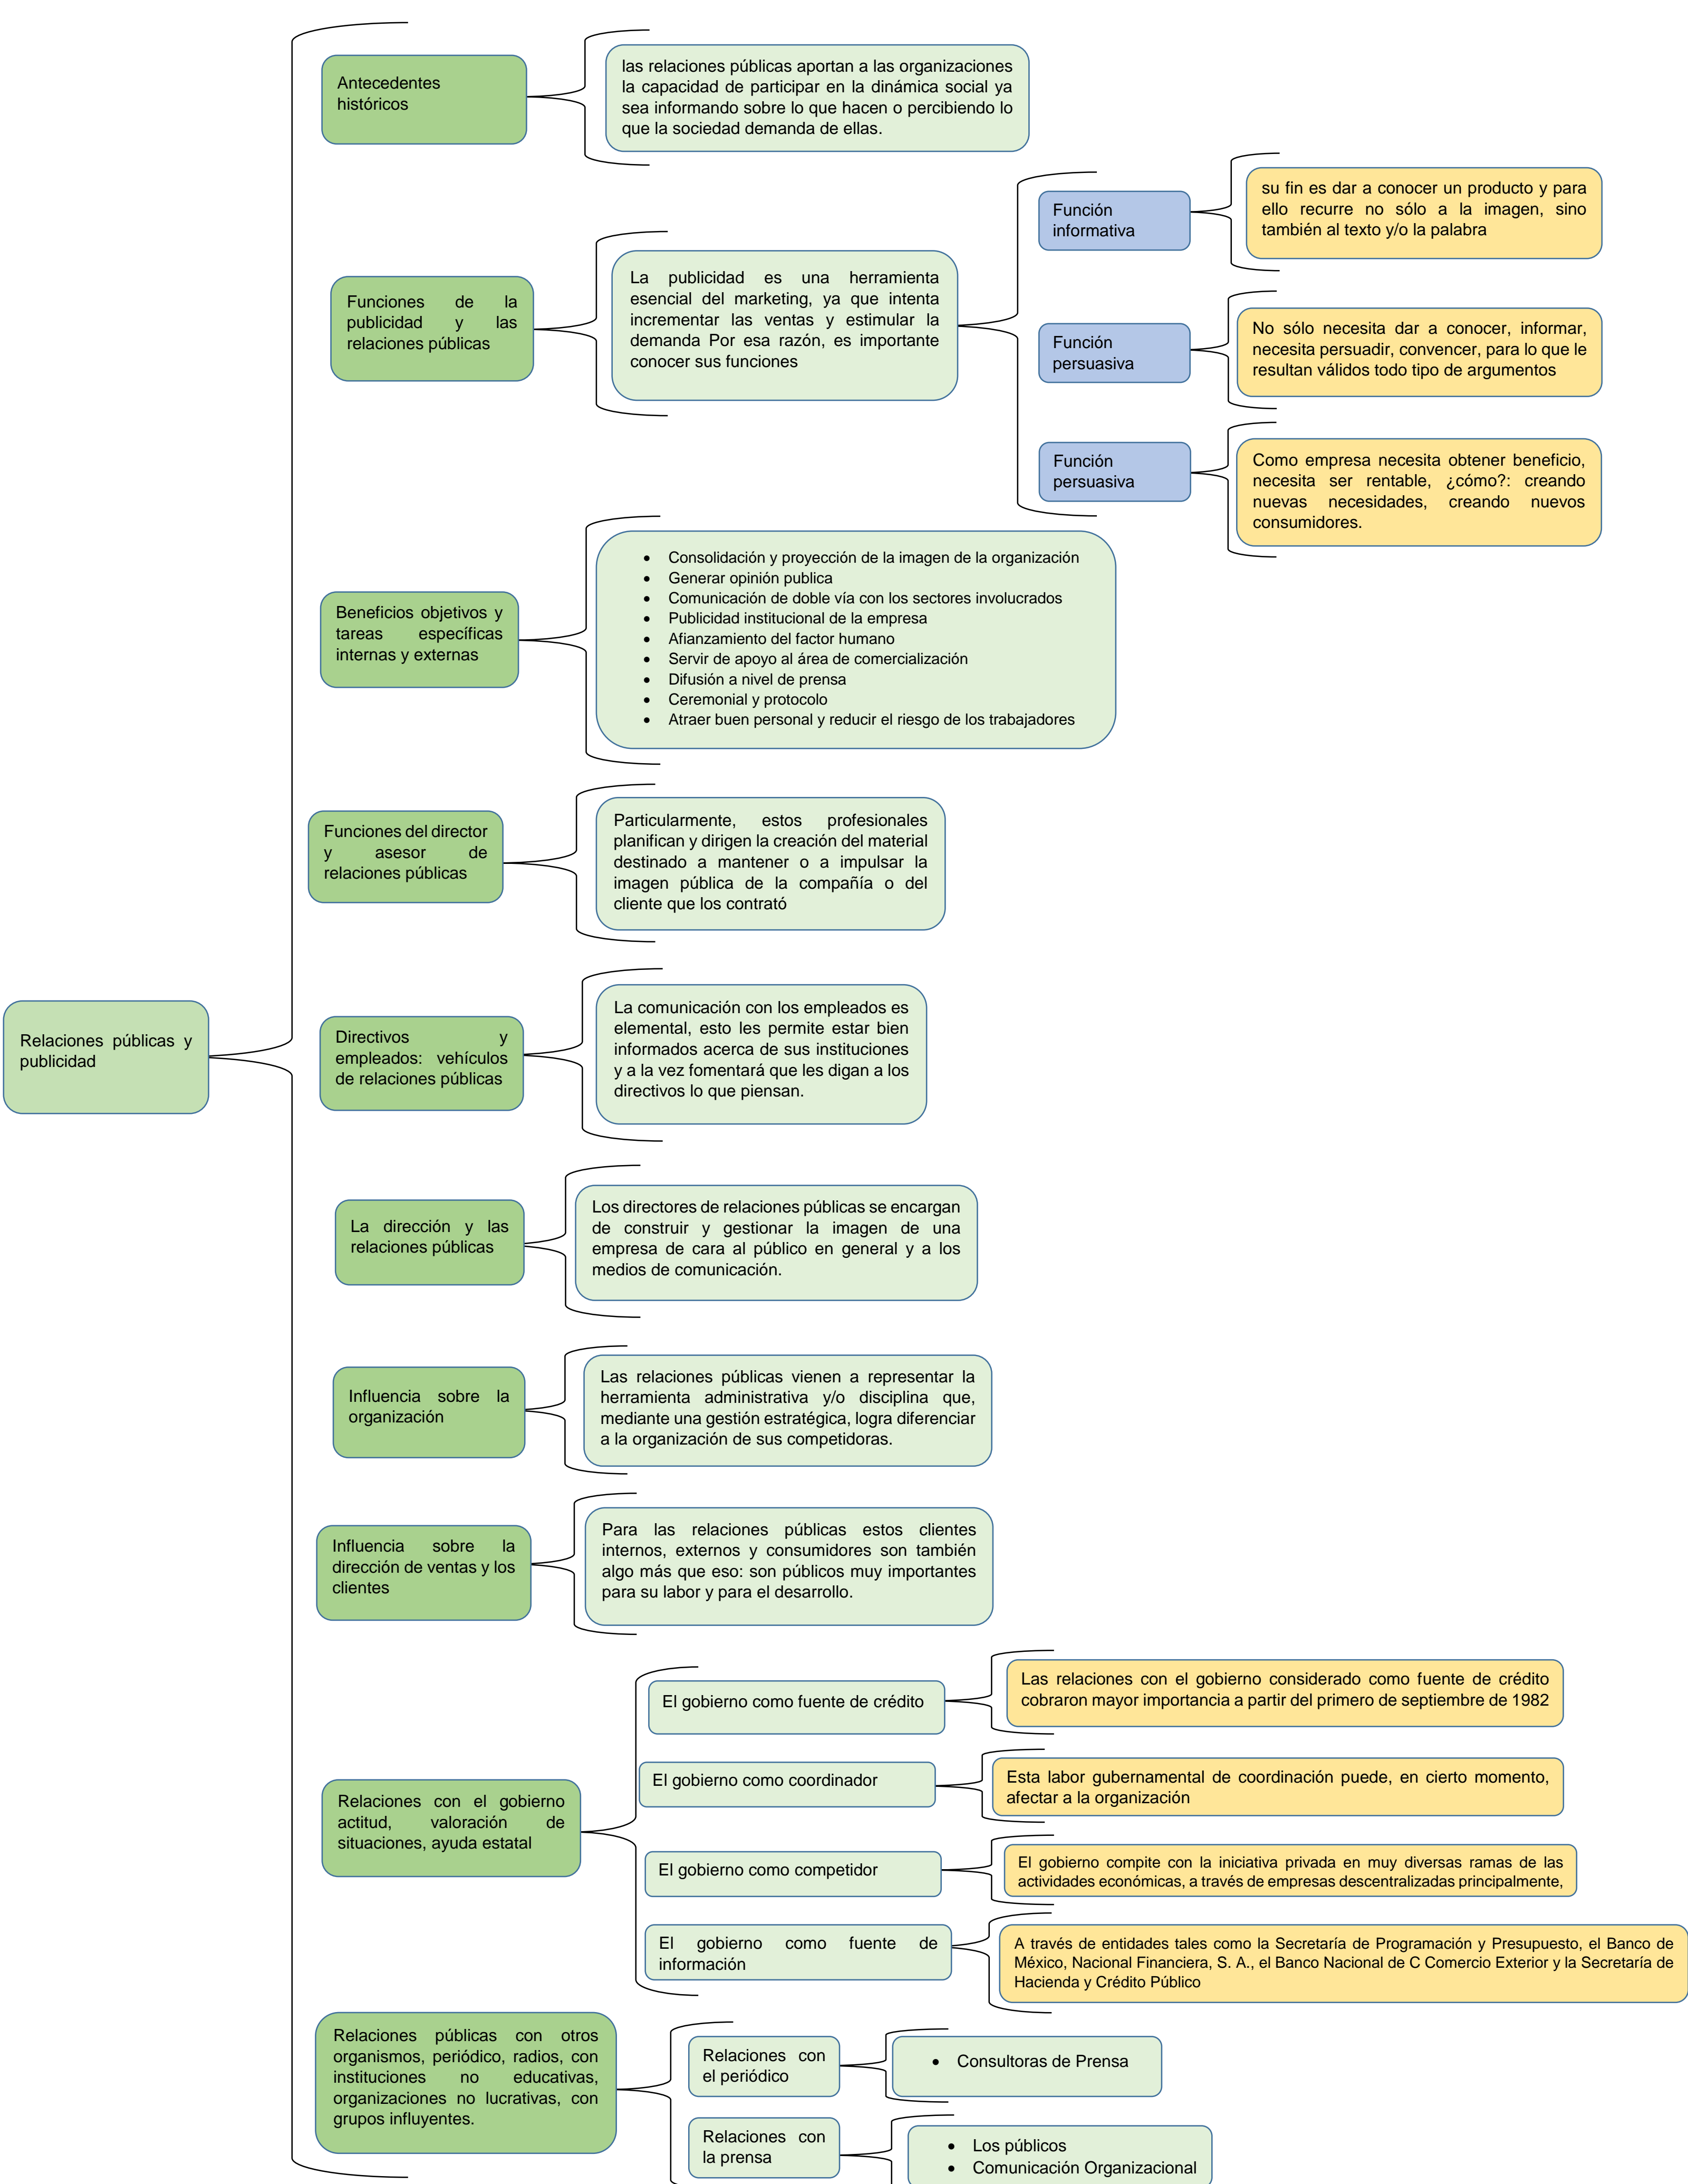 Relaciones públicas y
publicidad
Antecedentes
históricos
las relaciones públicas aportan a las organizaciones
la capacidad de participar en la dinámica social ya
sea informando sobre lo que hacen o percibiendo lo
que la sociedad demanda de ellas.
Funciones de la
publicidad y las
relaciones públicas
La publicidad es una herramienta
esencial del marketing, ya que intenta
incrementar las ventas y estimular la
demanda Por esa razón, es importante
conocer sus funciones
Función
informativa
su fin es dar a conocer un producto y para
ello recurre no sólo a la imagen, sino
también al texto y/o la palabra
Función
persuasiva
No sólo necesita dar a conocer, informar,
necesita persuadir, convencer, para lo que le
resultan válidos todo tipo de argumentos
Función
persuasiva
Como empresa necesita obtener beneficio,
necesita ser rentable, ¿cómo?: creando
nuevas necesidades, creando nuevos
consumidores.
Beneficios objetivos y
tareas específicas
internas y externas
• Consolidación y proyección de la imagen de la organización
• Generar opinión publica
• Comunicación de doble vía con los sectores involucrados
• Publicidad institucional de la empresa
• Afianzamiento del factor humano
• Servir de apoyo al área de comercialización
• Difusión a nivel de prensa
• Ceremonial y protocolo
• Atraer buen personal y reducir el riesgo de los trabajadores
Funciones del director
y asesor de
relaciones públicas
Particularmente, estos profesionales
planifican y dirigen la creación del material
destinado a mantener o a impulsar la
imagen pública de la compañía o del
cliente que los contrató
Directivos y
empleados: vehículos
de relaciones públicas
La comunicación con los empleados es
elemental, esto les permite estar bien
informados acerca de sus instituciones
y a la vez fomentará que les digan a los
directivos lo que piensan.
La dirección y las
relaciones públicas
Los directores de relaciones públicas se encargan
de construir y gestionar la imagen de una
empresa de cara al público en general y a los
medios de comunicación.
Influencia sobre la
organización
Las relaciones públicas vienen a representar la
herramienta administrativa y/o disciplina que,
mediante una gestión estratégica, logra diferenciar
a la organización de sus competidoras.
Influencia sobre la
dirección de ventas y los
clientes
Para las relaciones públicas estos clientes
internos, externos y consumidores son también
algo más que eso: son públicos muy importantes
para su labor y para el desarrollo.
Relaciones con el gobierno
actitud, valoración de
situaciones, ayuda estatal
El gobierno como fuente de crédito
Las relaciones con el gobierno considerado como fuente de crédito
cobraron mayor importancia a partir del primero de septiembre de 1982
El gobierno como coordinador
Esta labor gubernamental de coordinación puede, en cierto momento,
afectar a la organización
El gobierno como competidor
El gobierno compite con la iniciativa privada en muy diversas ramas de las
actividades económicas, a través de empresas descentralizadas principalmente,
El gobierno como fuente de
información
A través de entidades tales como la Secretaría de Programación y Presupuesto, el Banco de
México, Nacional Financiera, S. A., el Banco Nacional de C Comercio Exterior y la Secretaría de
Hacienda y Crédito Público
Relaciones públicas con otros
organismos, periódico, radios, con
instituciones no educativas,
organizaciones no lucrativas, con
grupos influyentes.
Relaciones con
el periódico
• Consultoras de Prensa
Relaciones con
la prensa
• Los públicos
• Comunicación Organizacional